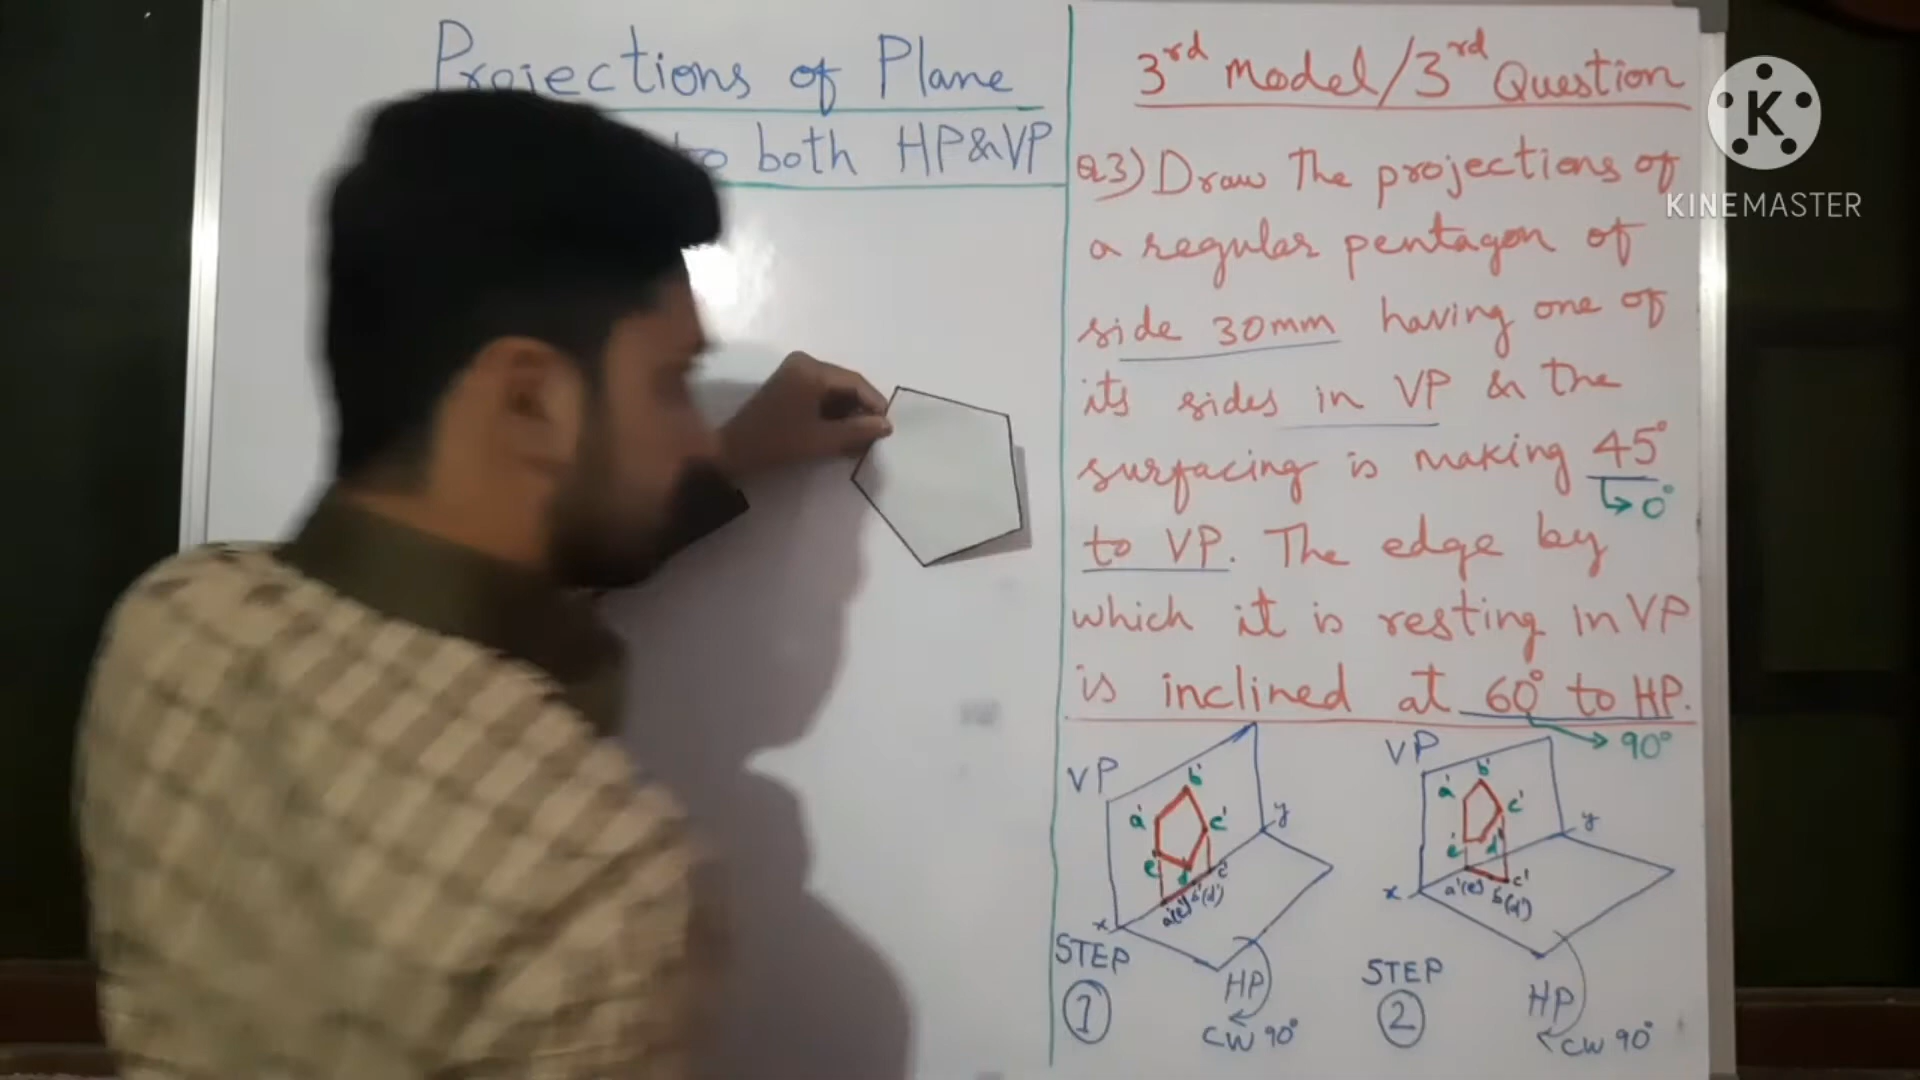 Projections of Plane
to both HP&VP
3rd Model/3rd Question
Q3) Draw The projections of
a regular pentagon of
side 30mm having one of
its sides in VP & the
surfacing is making 45°
↳ 0°
to VP. The edge by
which it is resting in VP
is inclined at 60° to HP.
→ 90°
VP
b'
a'
c'
e
d
y
c'
a'(e') b'(d')
x
STEP
1
HP
CW 90°
VP
b'
a'
c'
e'
d'
y
x
a'(e) b(d') c'
STEP
2
HP
CW 90°
K
KINEMASTER